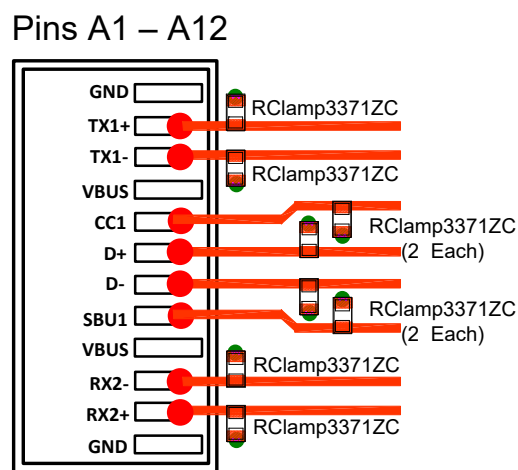 Pins A1 – A12
GND
RClamp3371ZC
TX1+
TX1-
RClamp3371ZC
VBUS
CC1
RClamp3371ZC
(2 Each)
D+
D-
SBU1
RClamp3371ZC
(2 Each)
VBUS
RClamp3371ZC
RX2-
RX2+
RClamp3371ZC
GND